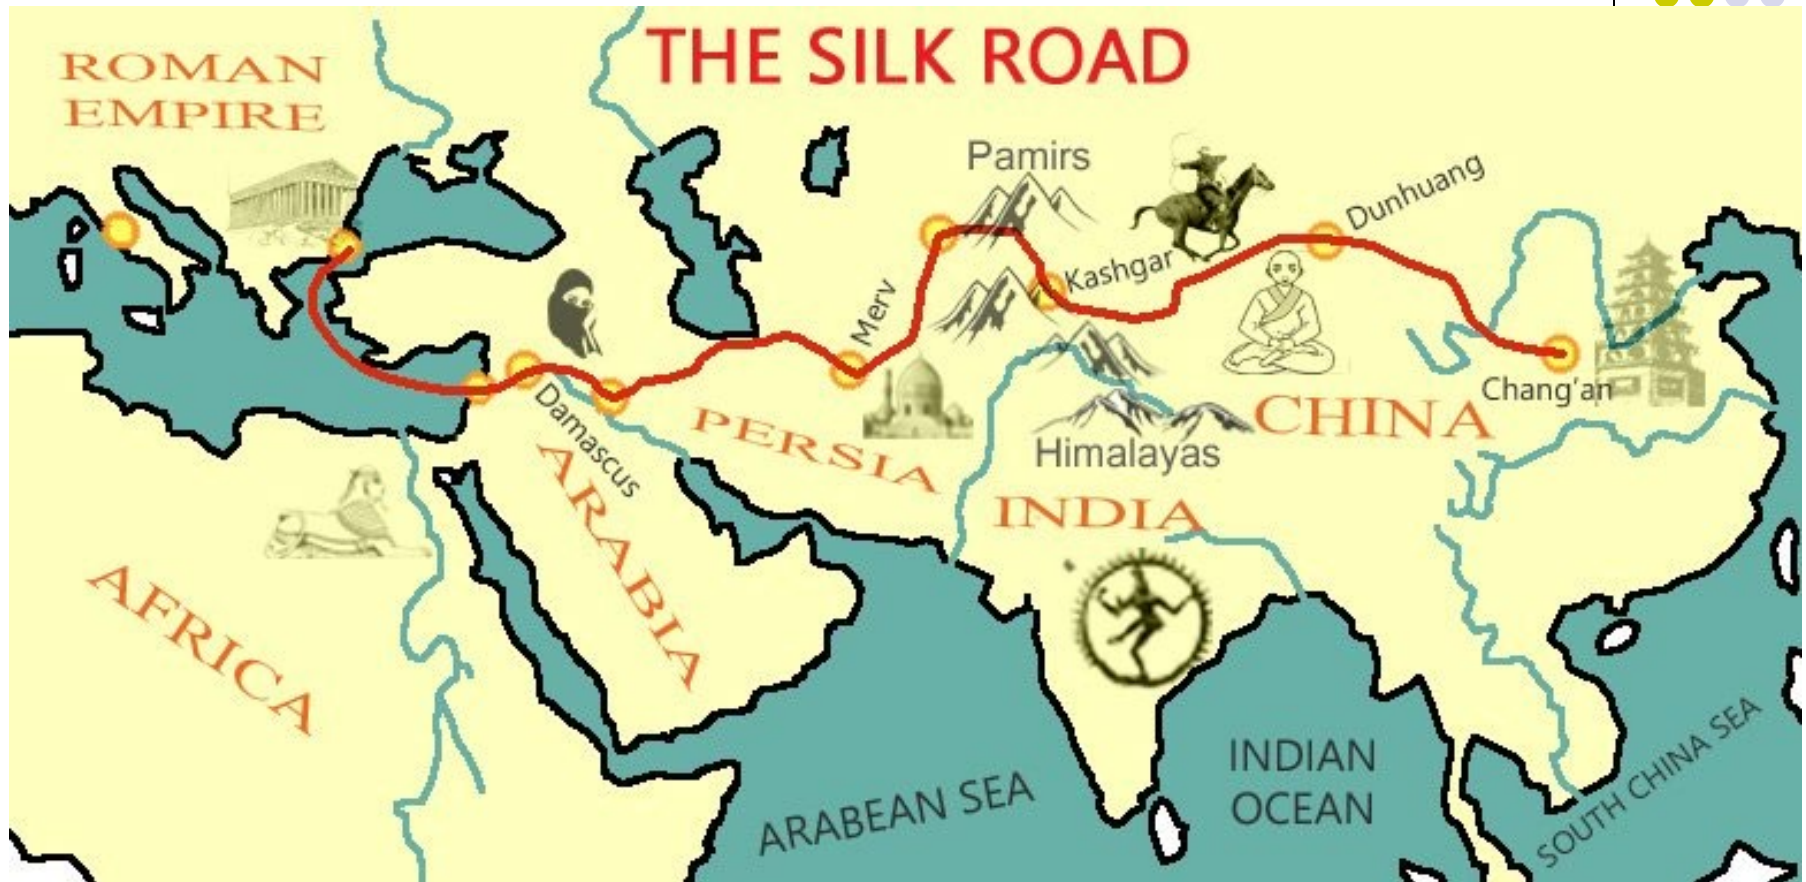 THE SILK ROAD
ROMAN
EMPIRE
Pamirs
Dunhuang
Kashgar
Merv
Chang'an
Damascus
PERSIA
CHINA
Himalayas
ARABIA
INDIA
AFRICA
INDIAN
OCEAN
ARABEAN SEA
SOUTH CHINA SEA